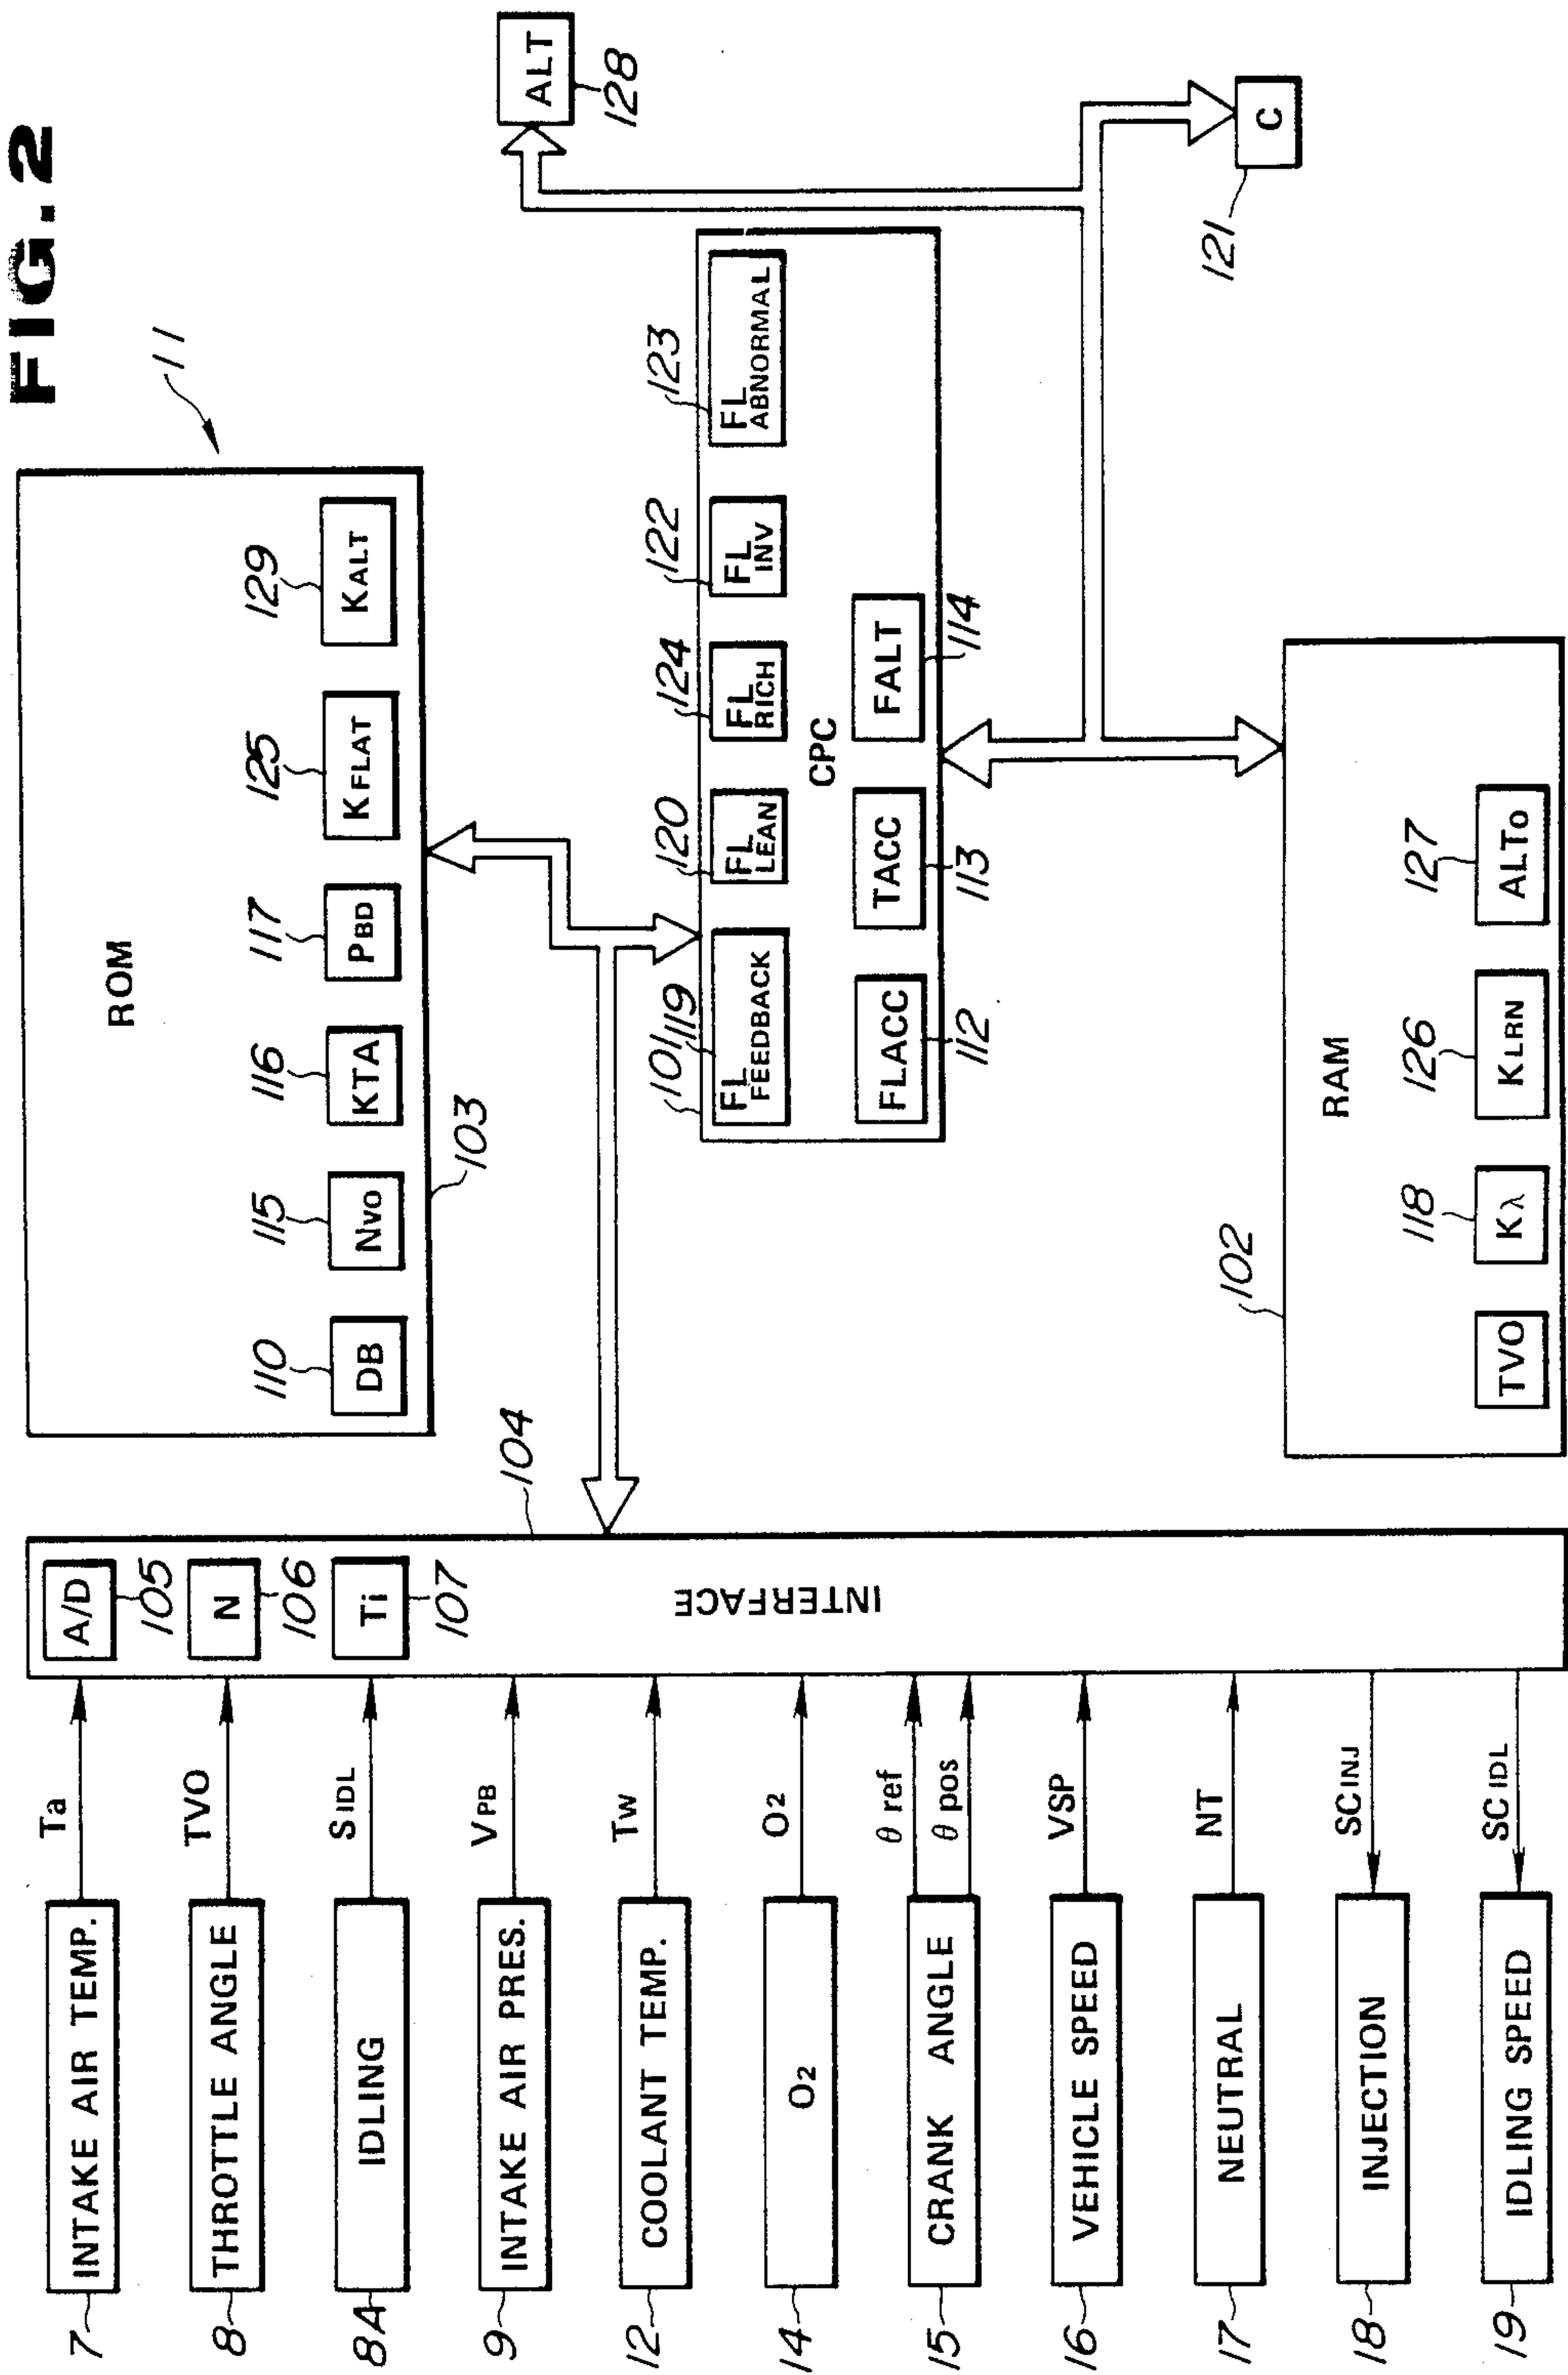 FIG. 2
11
7
INTAKE AIR TEMP.
Ta
8
THROTTLE ANGLE
TVO
8A
IDLING
SIDL
9
INTAKE AIR PRES.
VPB
12
COOLANT TEMP.
Tw
14
O2
O2
15
CRANK ANGLE
θ ref
θ pos
16
VEHICLE SPEED
VSP
17
NEUTRAL
NT
18
INJECTION
SCINJ
19
IDLING SPEED
SCIDL
A/D
105
N
106
Ti
107
INTERFACE
104
ROM
103
110
DB
115
Nvo
116
KTA
117
PBD
125
KFLAT
129
KALT
101
119
FL
FEEDBACK
120
FL
LEAN
124
FL
RICH
122
FL
INV
123
FL
ABNORMAL
CPC
FLACC
112
TACC
113
FALT
114
RAM
102
TVO
118
Kλ
126
KLRN
127
ALTo
ALT
128
121
C